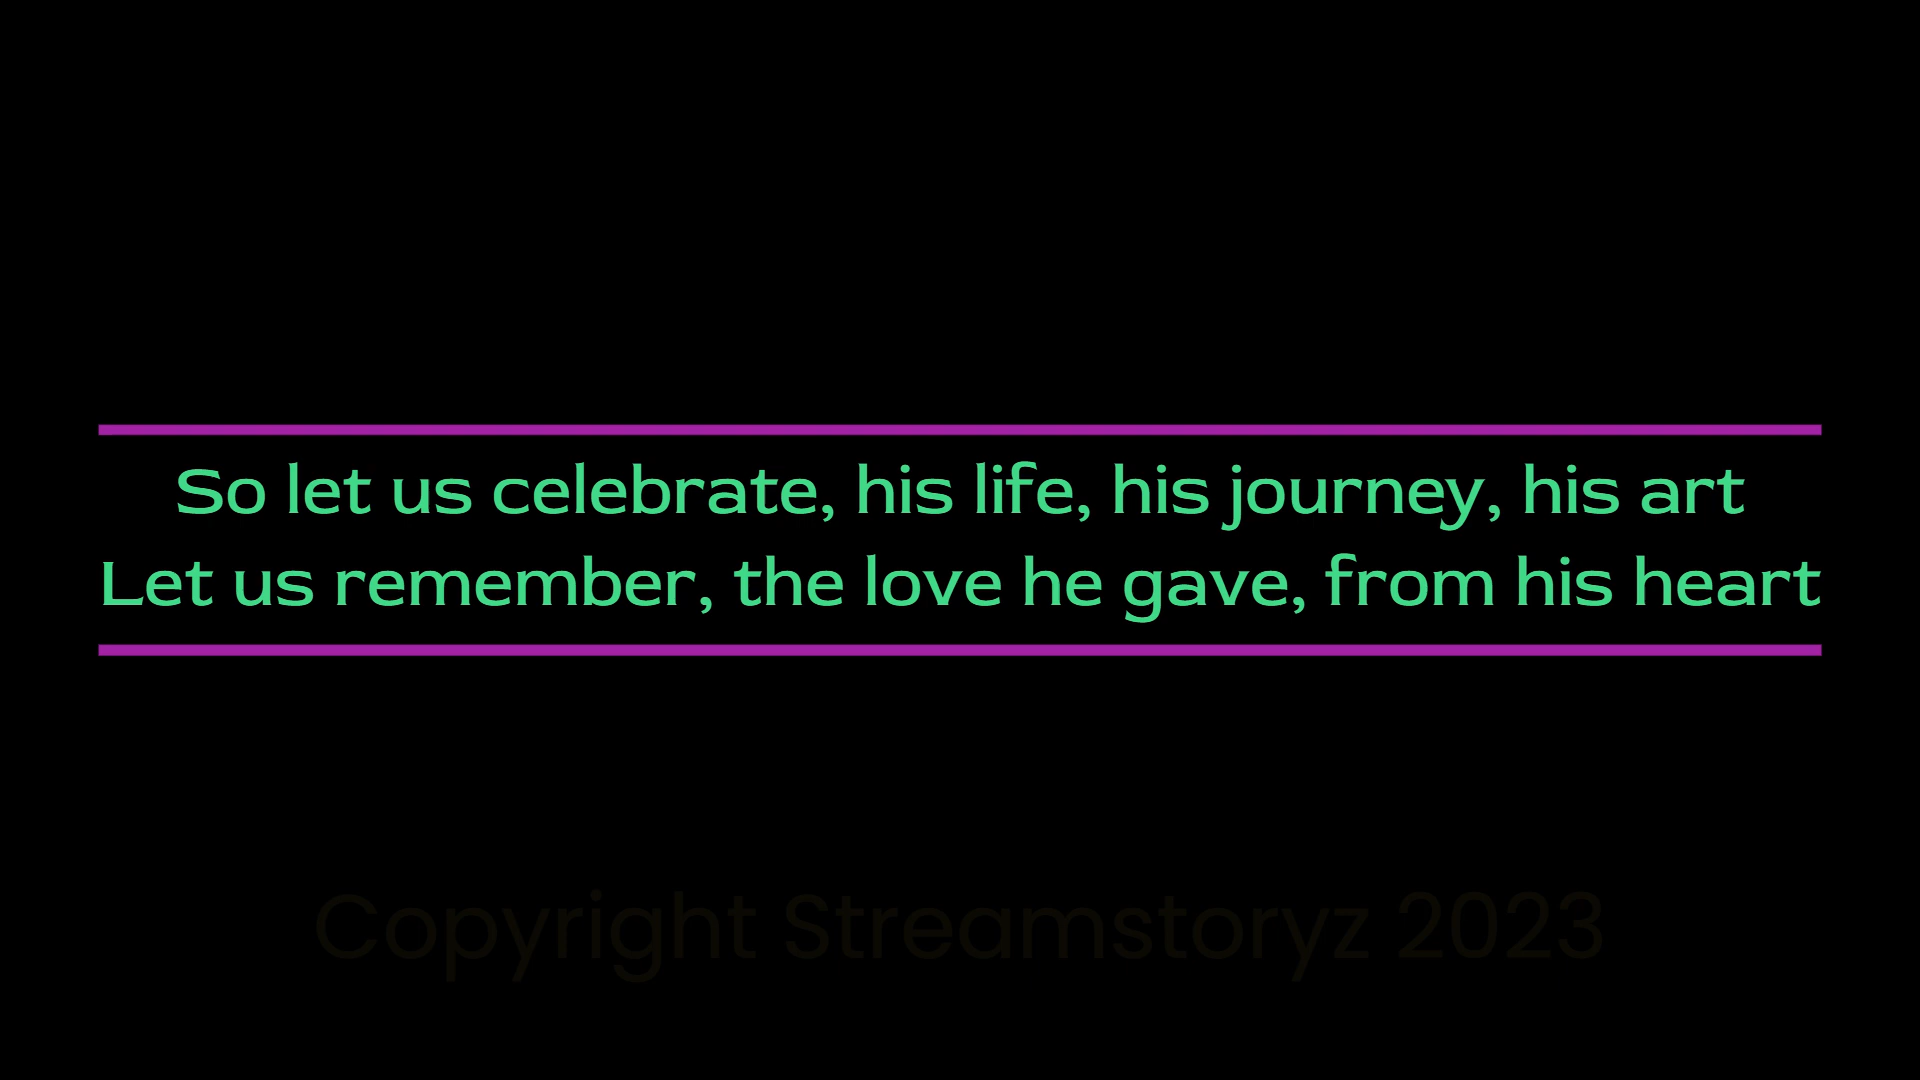 So let us celebrate, his life, his journey, his art
Let us remember, the love he gave, from his heart
Copyright Streamstoryz 2023